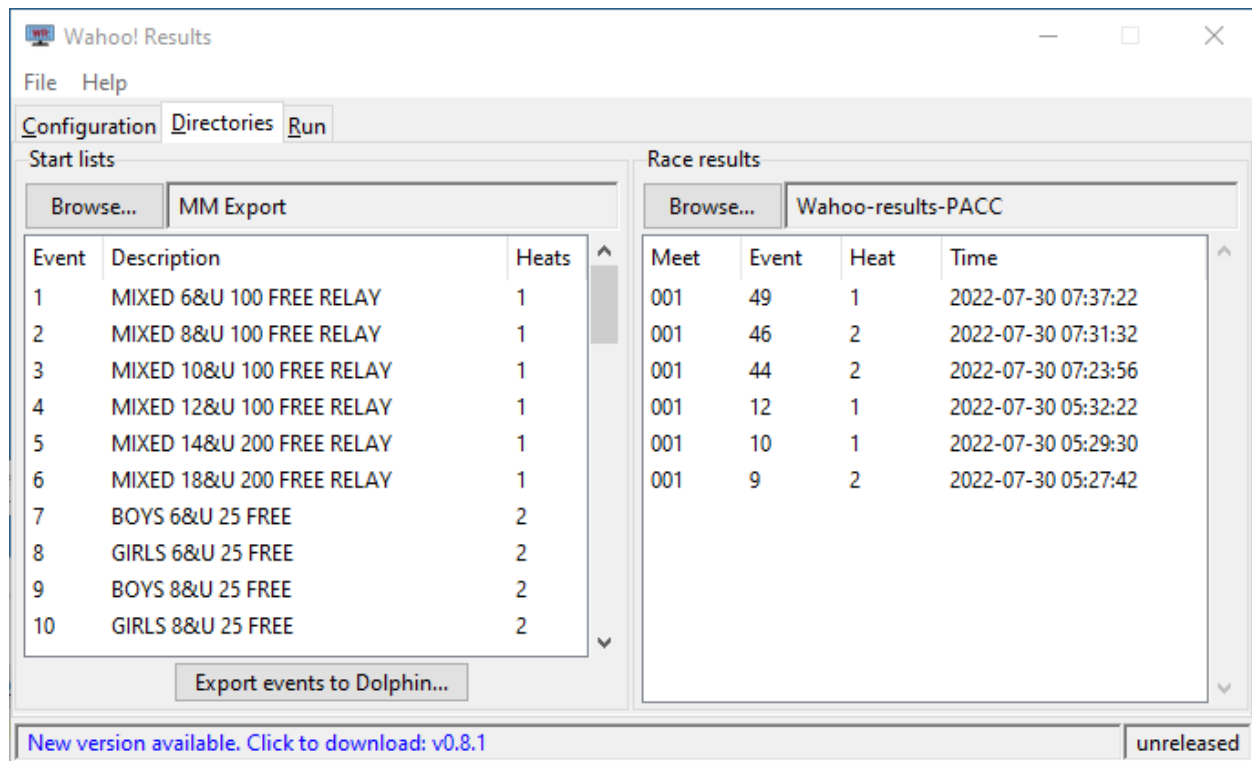 Wahoo! Results
File Help
Configuration Directories Run
Start lists
Browse... MM Export
Event Description Heats
1 MIXED 6&U 100 FREE RELAY 1
2 MIXED 8&U 100 FREE RELAY 1
3 MIXED 10&U 100 FREE RELAY 1
4 MIXED 12&U 100 FREE RELAY 1
5 MIXED 14&U 200 FREE RELAY 1
6 MIXED 18&U 200 FREE RELAY 1
7 BOYS 6&U 25 FREE 2
8 GIRLS 6&U 25 FREE 2
9 BOYS 8&U 25 FREE 2
10 GIRLS 8&U 25 FREE 2
Export events to Dolphin...
Race results
Browse... Wahoo-results-PACC
Meet Event Heat Time
001 49 1 2022-07-30 07:37:22
001 46 2 2022-07-30 07:31:32
001 44 2 2022-07-30 07:23:56
001 12 1 2022-07-30 05:32:22
001 10 1 2022-07-30 05:29:30
001 9 2 2022-07-30 05:27:42
New version available. Click to download: v0.8.1 unreleased